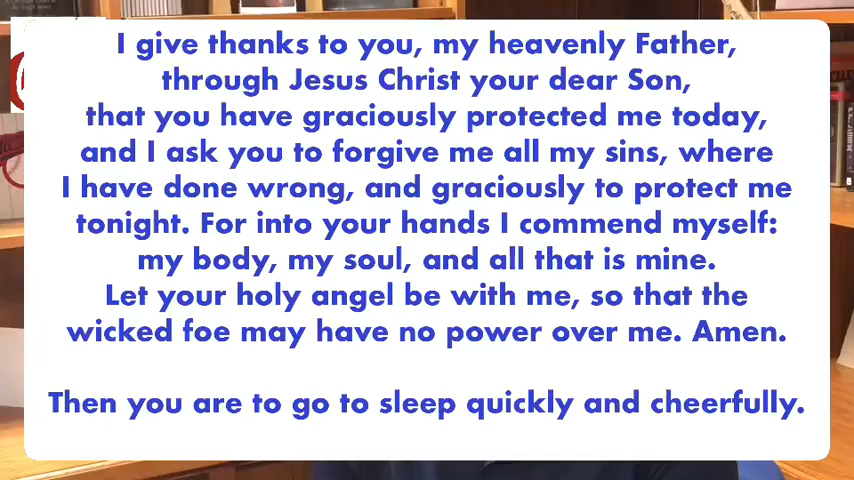 I give thanks to you, my heavenly Father,
through Jesus Christ your dear Son,
that you have graciously protected me today,
and I ask you to forgive me all my sins, where
I have done wrong, and graciously to protect me
tonight. For into your hands I commend myself:
my body, my soul, and all that is mine.
Let your holy angel be with me, so that the
wicked foe may have no power over me. Amen.
Then you are to go to sleep quickly and cheerfully.